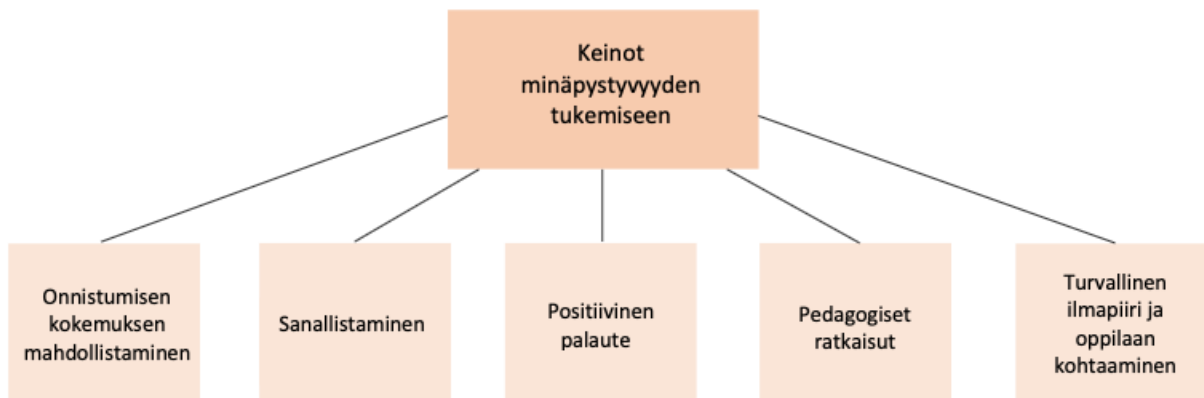 Keinot
minäpystyvyyden
tukemiseen
Onnistumisen
kokemuksen
mahdollistaminen
Sanallistaminen
Positiivinen
palaute
Pedagogiset
ratkaisut
Turvallinen
ilmapiiri ja
oppilaan
kohtaaminen